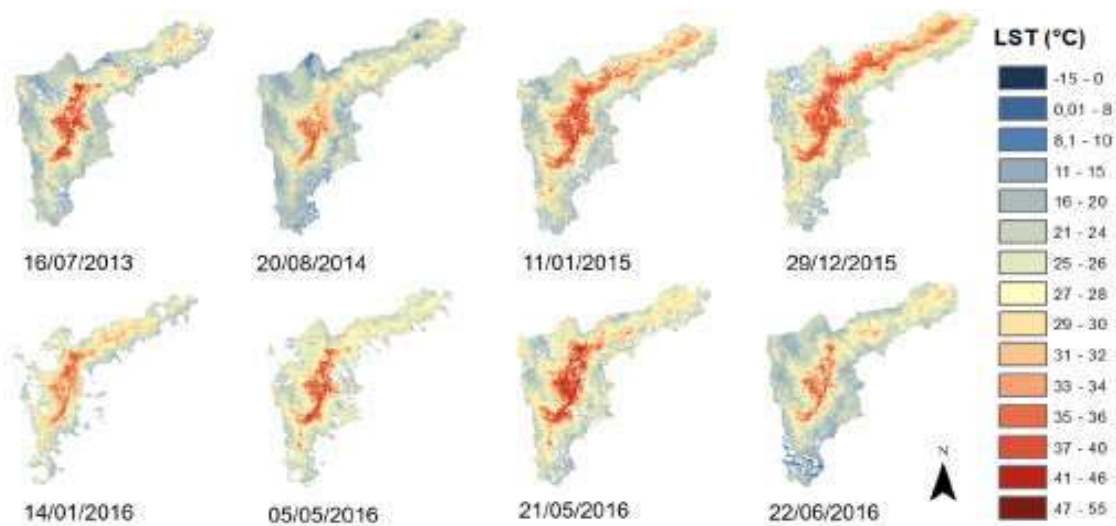 LST (°C)
-15 - 0
0,01 - 8
8,1 - 10
11 - 15
16 - 20
21 - 24
25 - 26
27 - 28
29 - 30
31 - 32
33 - 34
35 - 36
37 - 40
41 - 46
47 - 55
16/07/2013
20/08/2014
11/01/2015
29/12/2015
14/01/2016
05/05/2016
21/05/2016
22/06/2016
N